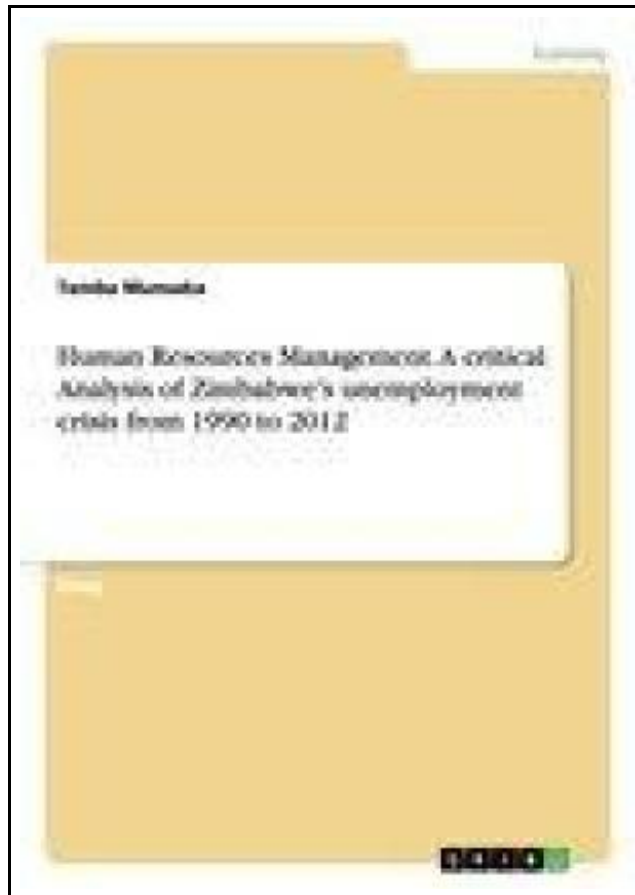 Human Resources Management. A critical
Analysis of Zimbabwe's unemployment
crisis from 1990 to 2012